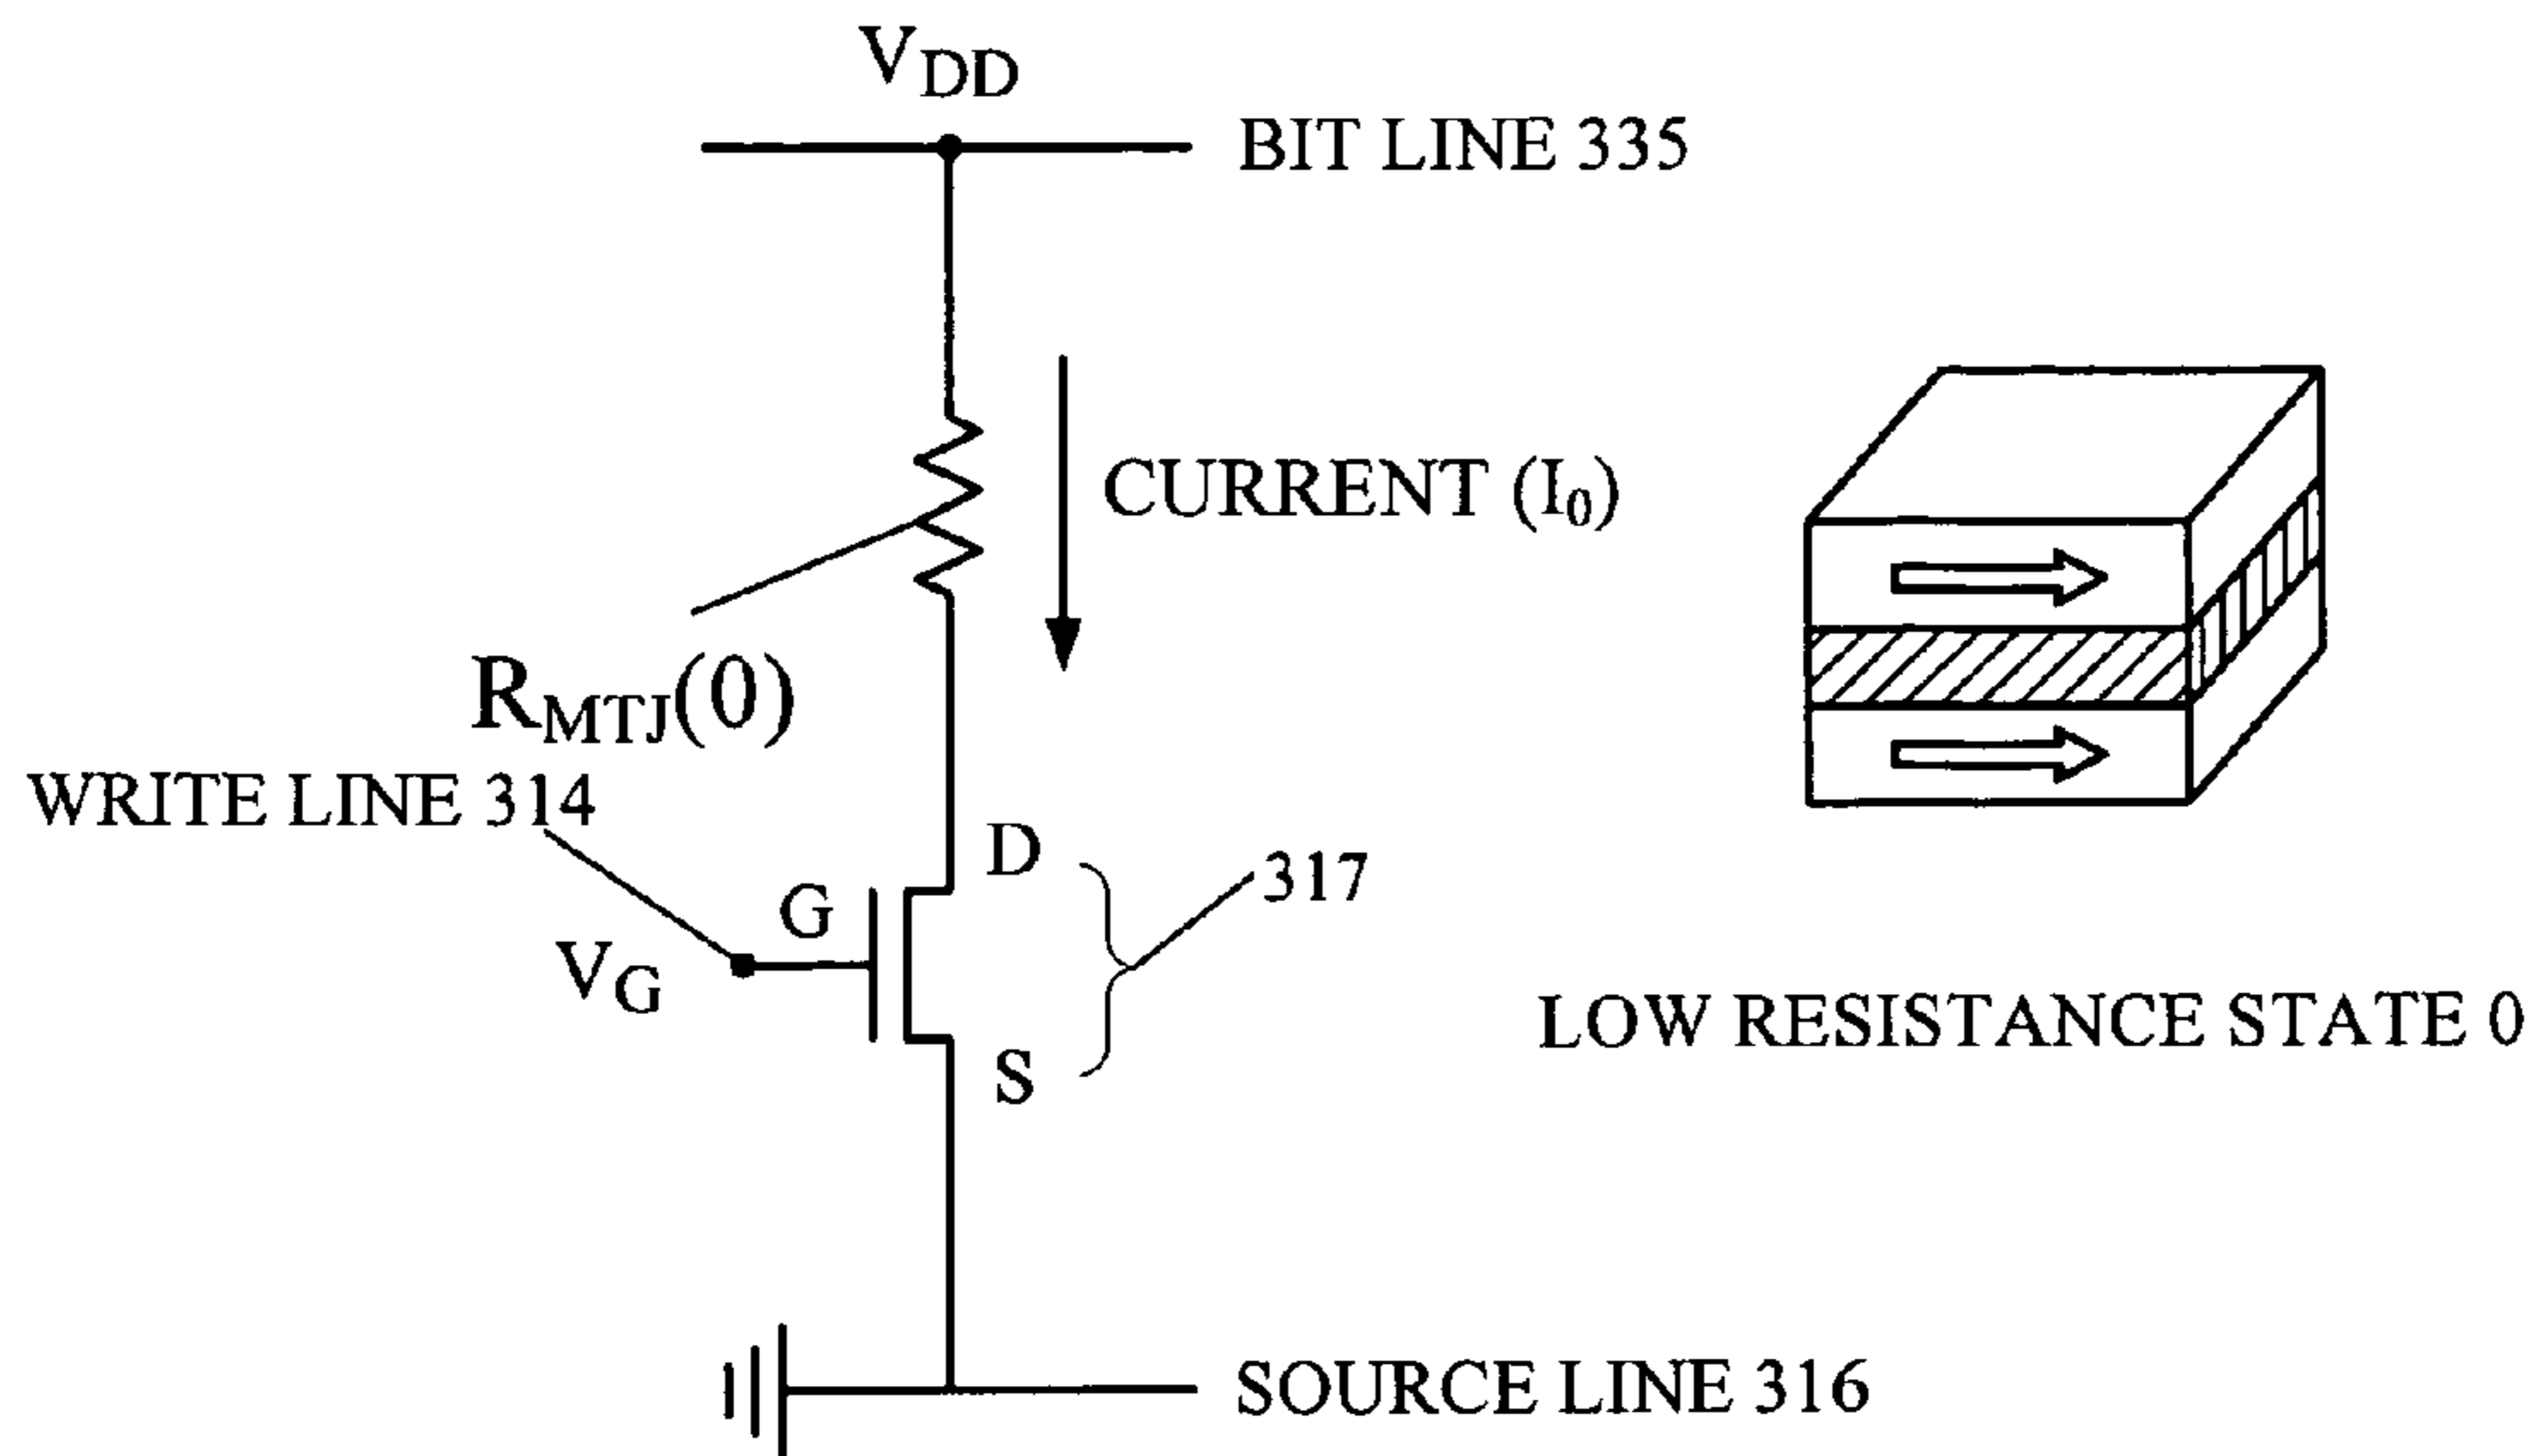 V_DD
BIT LINE 335
CURRENT (I_0)
R_MTJ(0)
WRITE LINE 314
D
317
G
V_G
S
LOW RESISTANCE STATE 0
SOURCE LINE 316